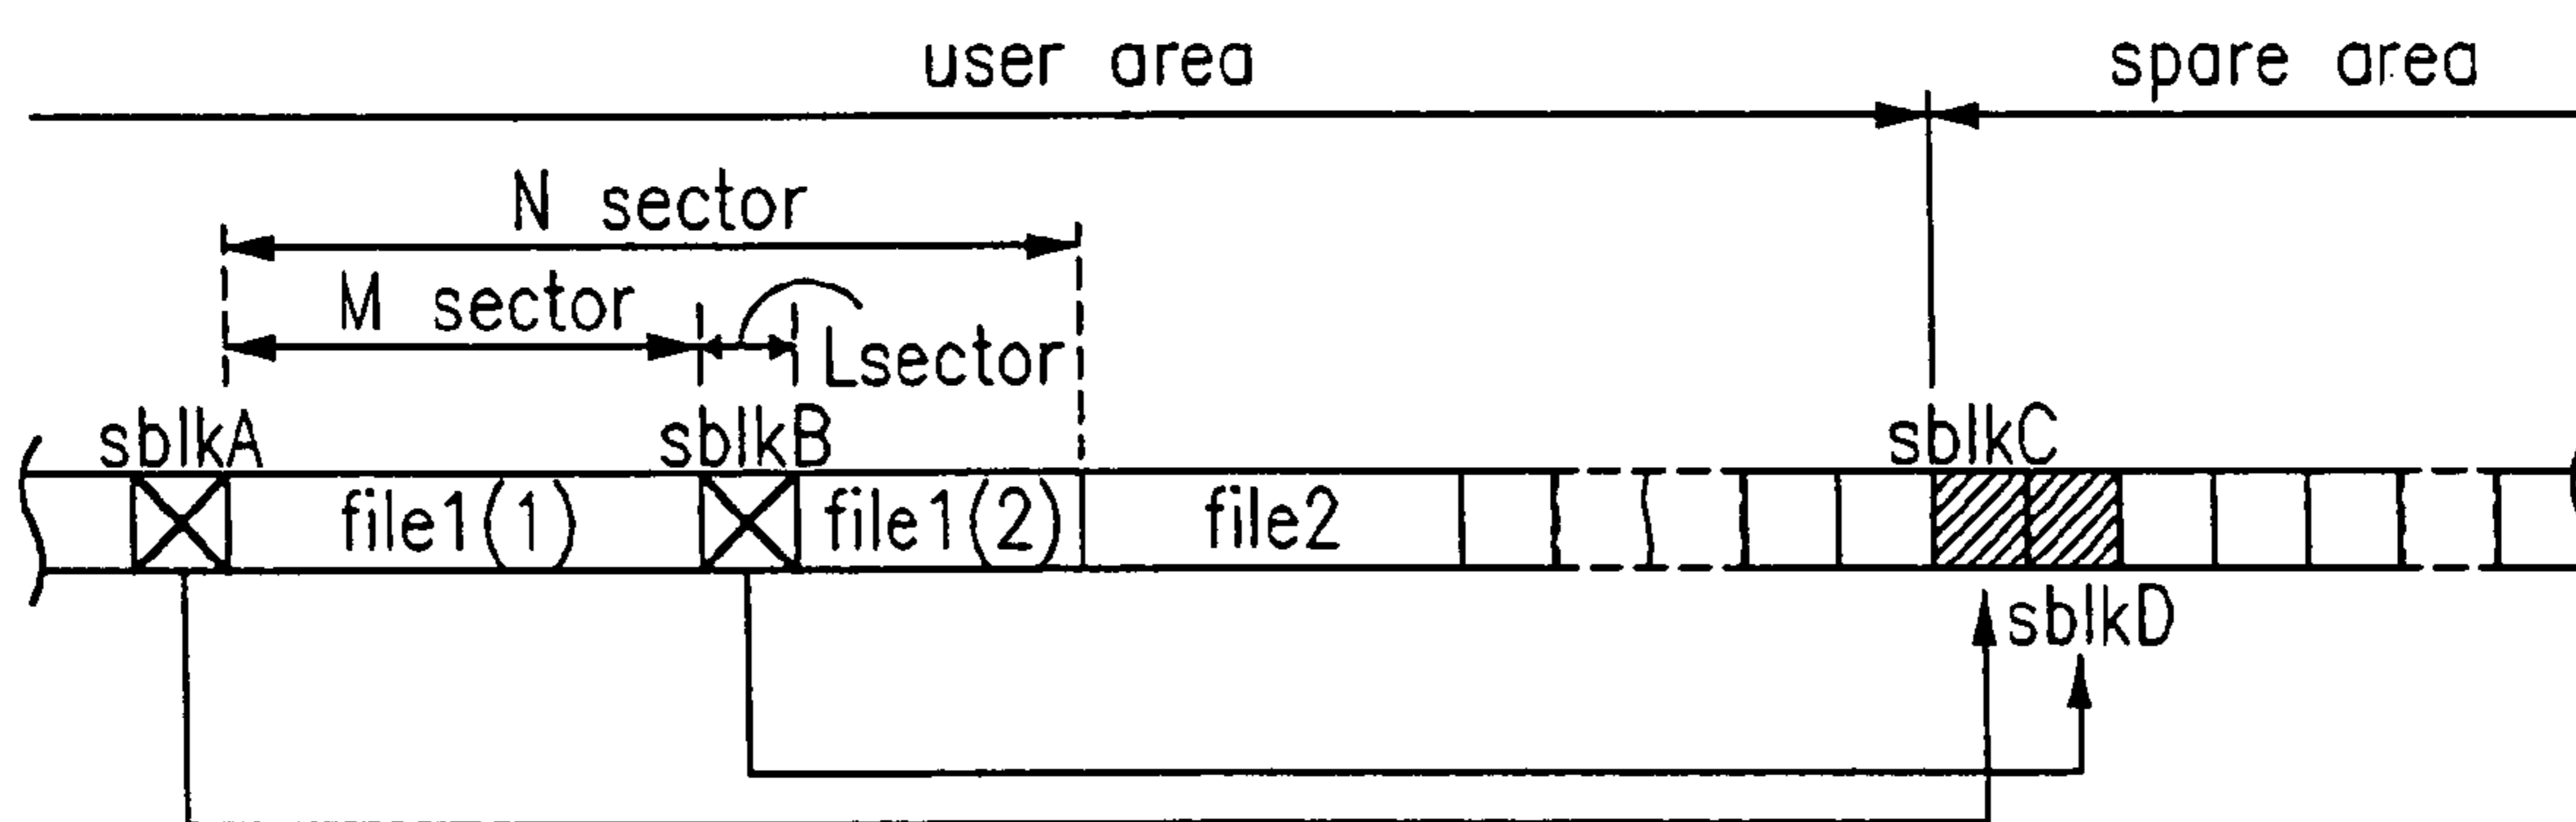 user area spare area
N sector
M sector
Lsector
sblkA sblkB sblkC
file1(1) file1(2) file2
sblkD